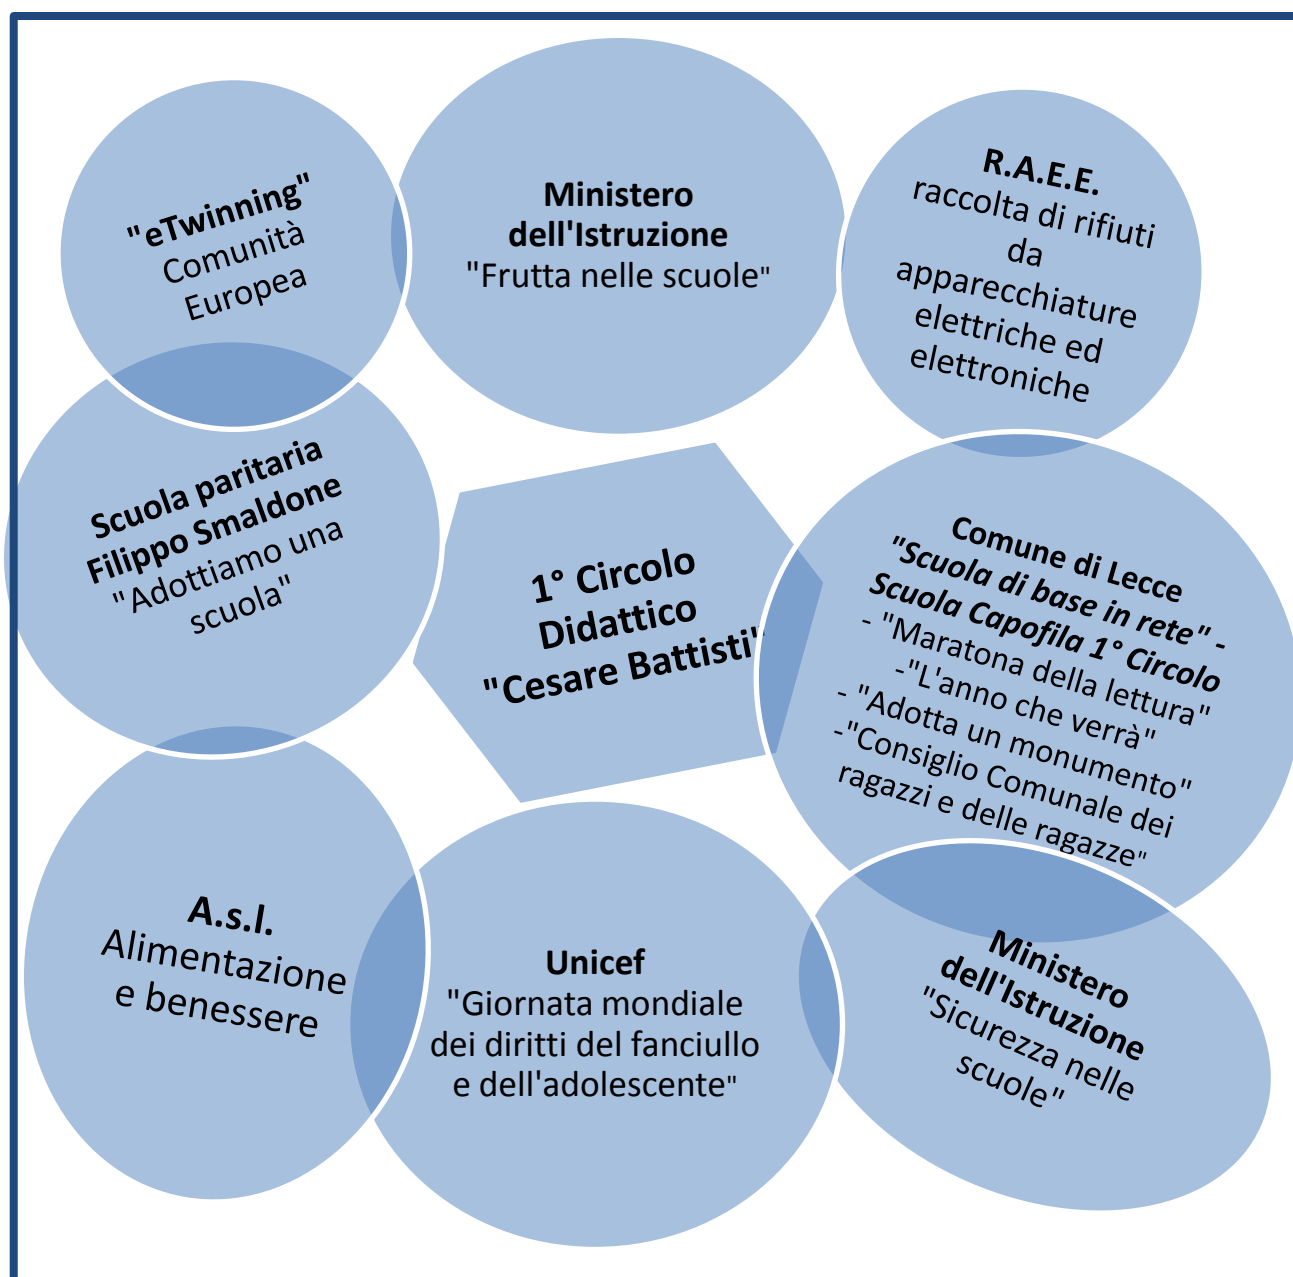 "eTwinning"
Comunità
Europea
Ministero
dell'Istruzione
"Frutta nelle scuole"
R.A.E.E.
raccolta di rifiuti
da
apparecchiature
elettriche ed
elettroniche
Scuola paritaria
Filippo Smaldone
"Adottiamo una
scuola"
1° Circolo
Didattico
"Cesare Battisti"
Comune di Lecce
"Scuola di base in rete" -
Scuola Capofila 1° Circolo
- "Maratona della lettura"
-"L'anno che verrà"
- "Adotta un monumento"
-"Consiglio Comunale dei
ragazzi e delle ragazze"
A.s.l.
Alimentazione
e benessere
Unicef
"Giornata mondiale
dei diritti del fanciullo
e dell'adolescente"
Ministero
dell'Istruzione
"Sicurezza nelle
scuole"